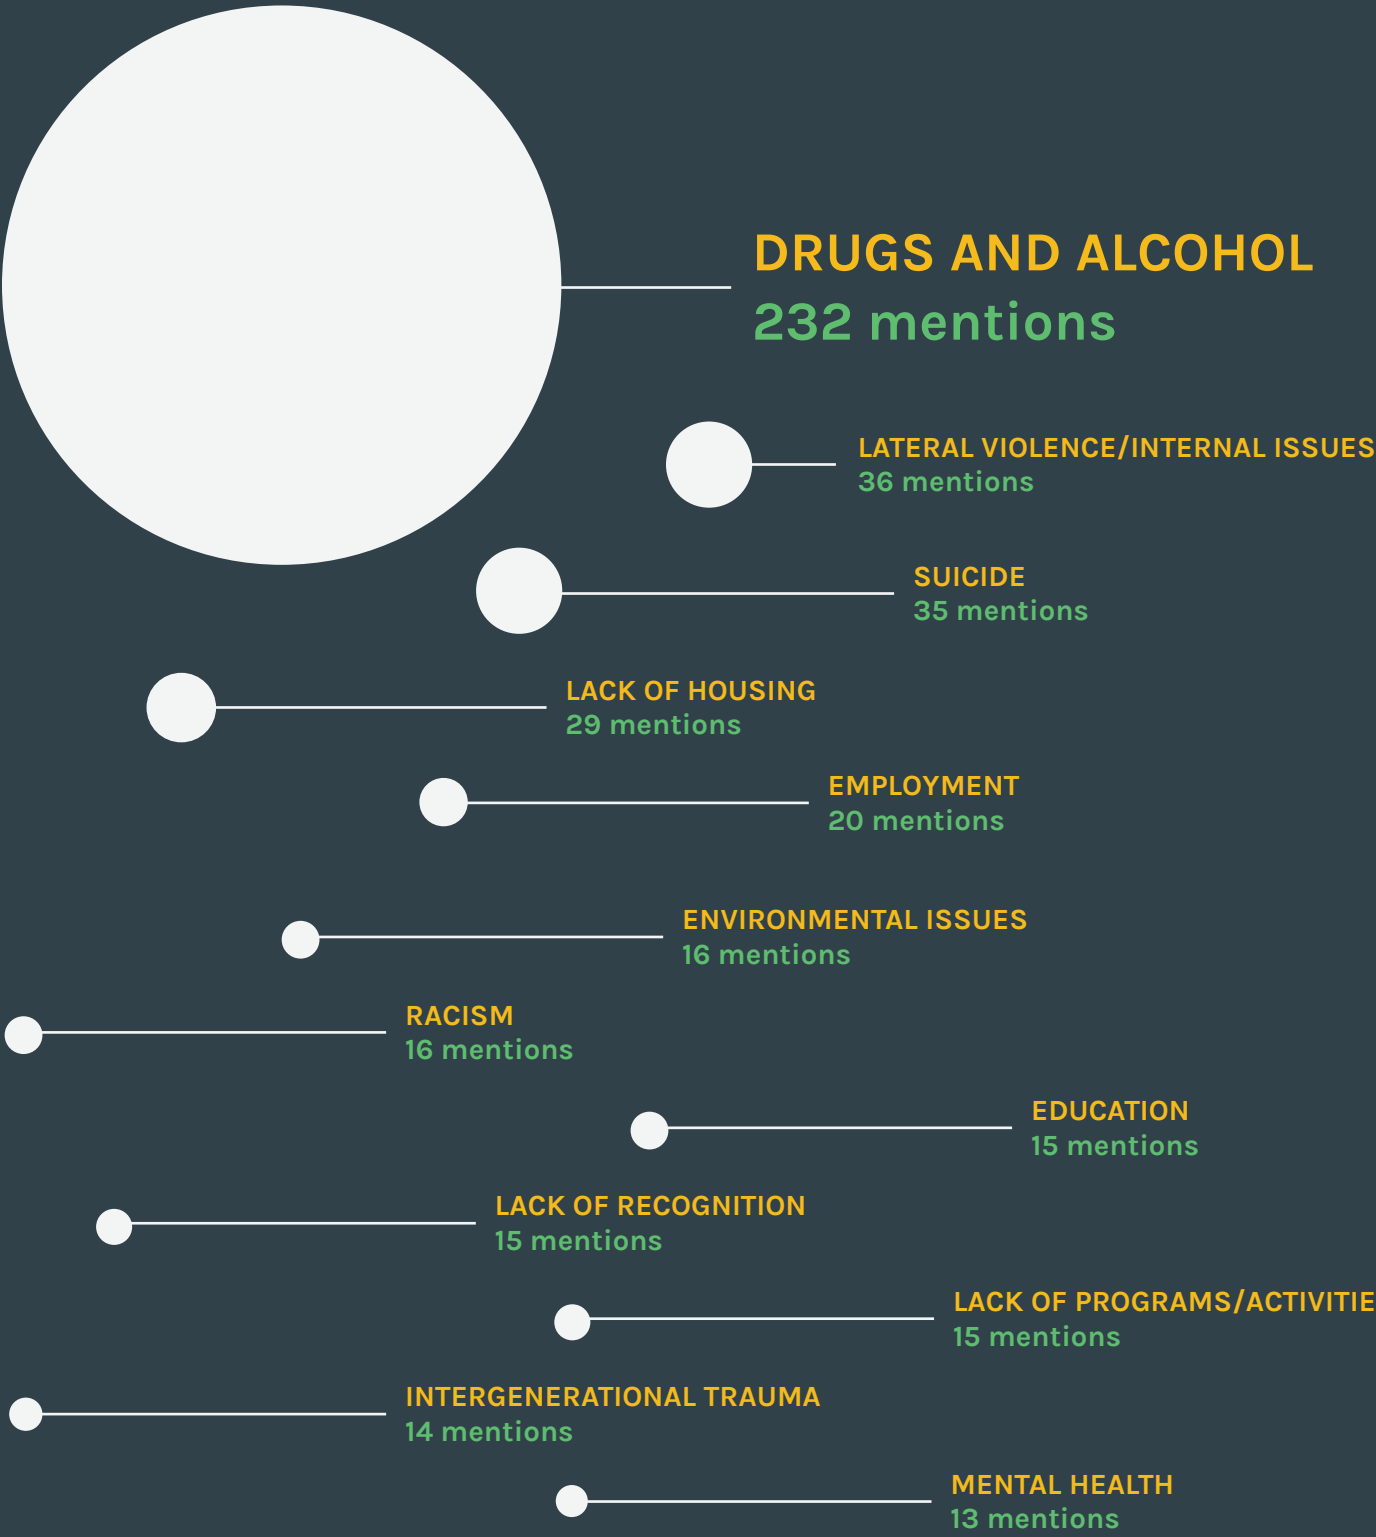 DRUGS AND ALCOHOL
232 mentions
LATERAL VIOLENCE/INTERNAL ISSUES
36 mentions
SUICIDE
35 mentions
LACK OF HOUSING
29 mentions
EMPLOYMENT
20 mentions
ENVIRONMENTAL ISSUES
16 mentions
RACISM
16 mentions
EDUCATION
15 mentions
LACK OF RECOGNITION
15 mentions
LACK OF PROGRAMS/ACTIVITIE
15 mentions
INTERGENERATIONAL TRAUMA
14 mentions
MENTAL HEALTH
13 mentions